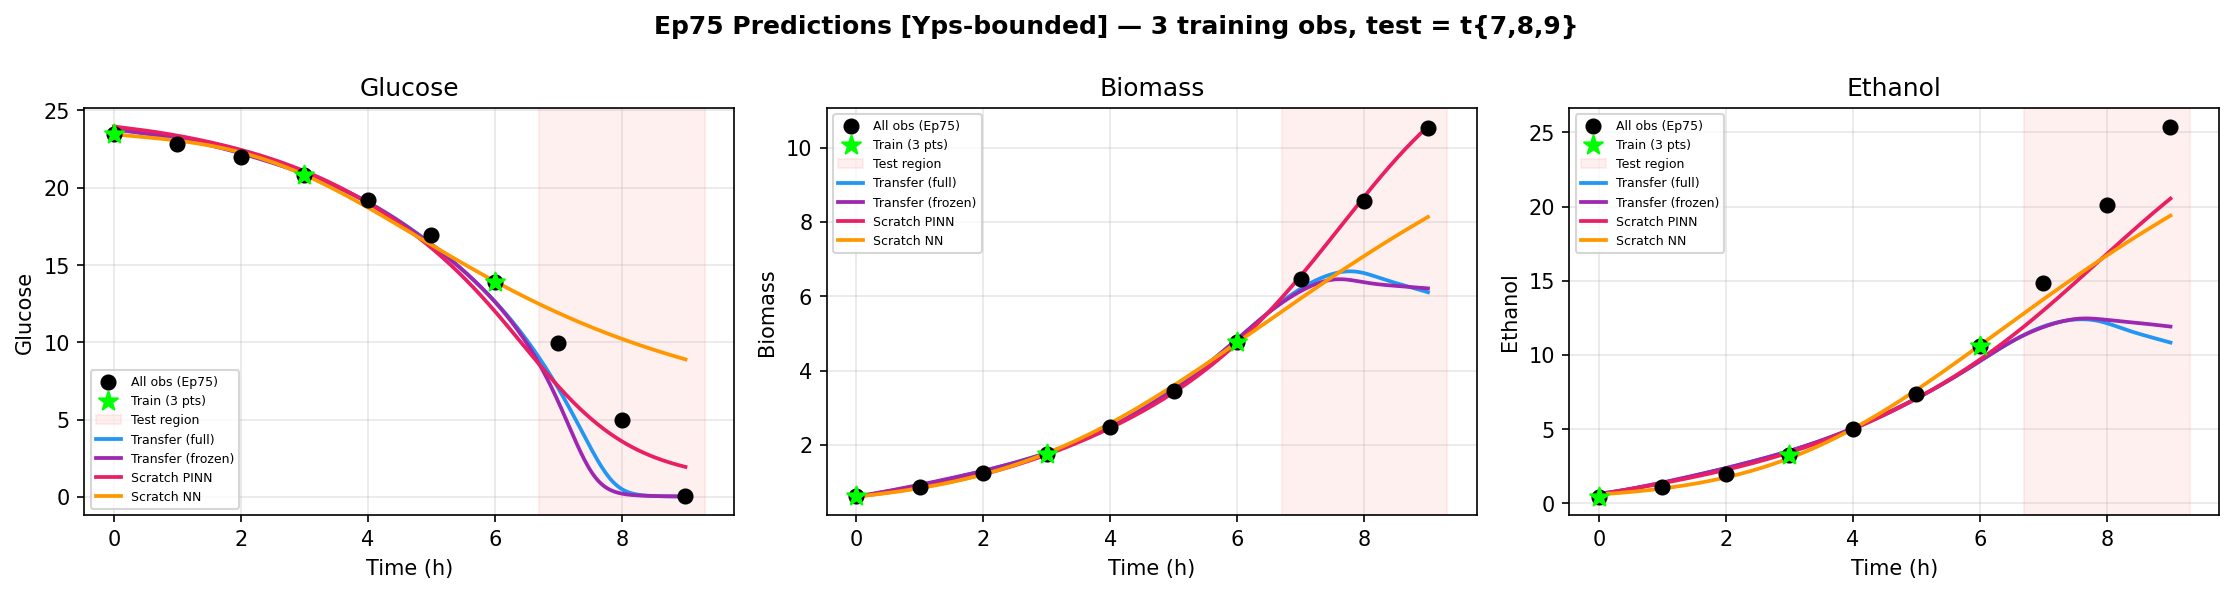 Ep75 Predictions [Yps-bounded] — 3 training obs, test = t{7,8,9}
Glucose
25
20
15
10
5
0
Glucose
All obs (Ep75)
Train (3 pts)
Test region
Transfer (full)
Transfer (frozen)
Scratch PINN
Scratch NN
0 2 4 6 8
Time (h)
Biomass
10
8
6
4
2
Biomass
All obs (Ep75)
Train (3 pts)
Test region
Transfer (full)
Transfer (frozen)
Scratch PINN
Scratch NN
0 2 4 6 8
Time (h)
Ethanol
25
20
15
10
5
0
Ethanol
All obs (Ep75)
Train (3 pts)
Test region
Transfer (full)
Transfer (frozen)
Scratch PINN
Scratch NN
0 2 4 6 8
Time (h)